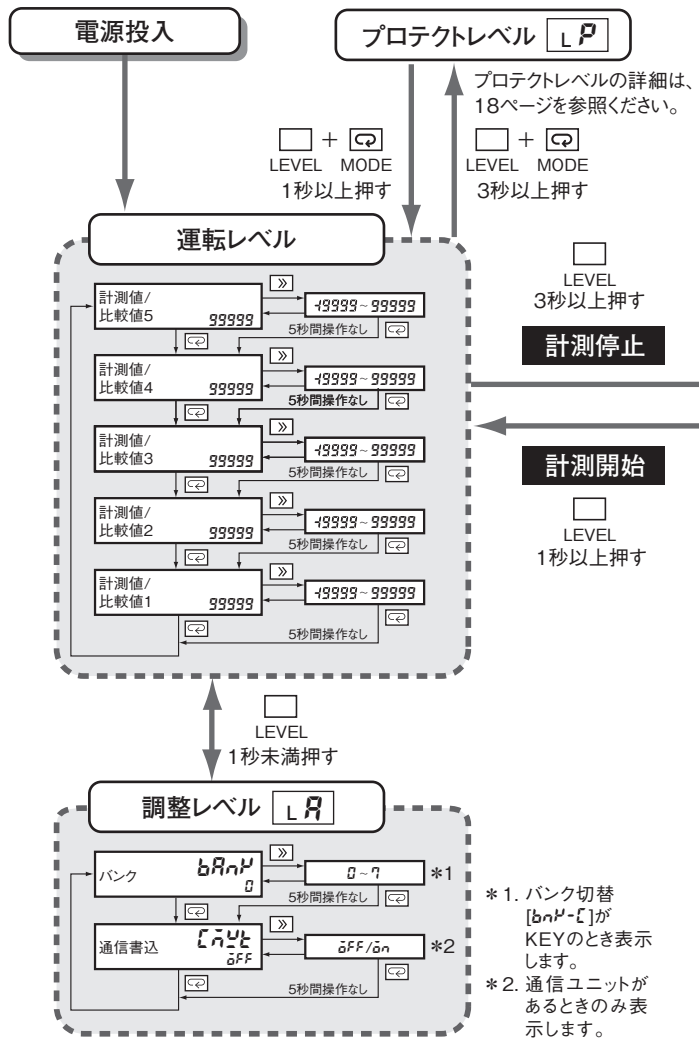 電源投入
プロテクトレベル L P
プロテクトレベルの詳細は、
18ページを参照ください。
+
LEVEL MODE
1秒以上押す
+
LEVEL MODE
3秒以上押す
運転レベル
計測値/
比較値5 99999
-19999~99999
5秒間操作なし
計測値/
比較値4 99999
-19999~99999
5秒間操作なし
計測値/
比較値3 99999
-19999~99999
5秒間操作なし
計測値/
比較値2 99999
-19999~99999
5秒間操作なし
計測値/
比較値1 99999
-19999~99999
5秒間操作なし
LEVEL
3秒以上押す
計測停止
計測開始
LEVEL
1秒以上押す
LEVEL
1秒未満押す
調整レベル L A
バンク bAnK
0
0~7 *1
5秒間操作なし
通信書込 CMWt
oFF
oFF/on *2
5秒間操作なし
*1. バンク切替
[bnK-C]が
KEYのとき表示
します。
*2. 通信ユニットが
あるときのみ表
示します。